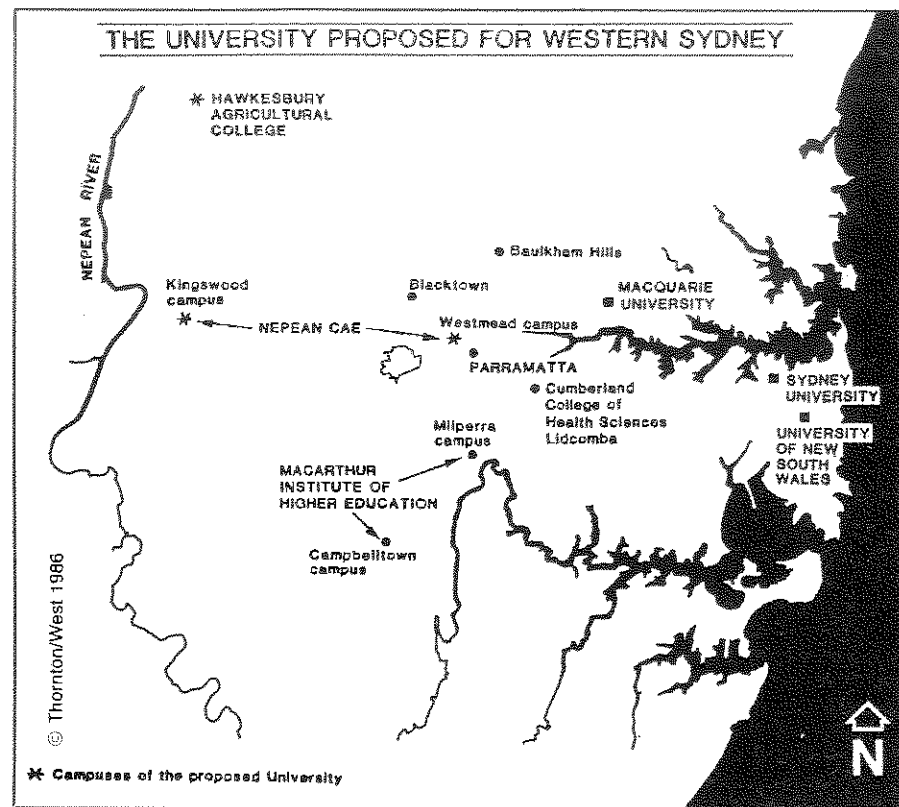 THE UNIVERSITY PROPOSED FOR WESTERN SYDNEY
* HAWKESBURY
AGRICULTURAL
COLLEGE
NEPEAN RIVER
Baulkham Hills
Kingswood
campus
Blacktown
MACQUARIE
UNIVERSITY
NEPEAN CAE
Westmead campus
PARRAMATTA
SYDNEY
UNIVERSITY
Cumberland
College of
Health Sciences
Lidcomba
UNIVERSITY
OF NEW
SOUTH
WALES
Milperra
campus
MACARTHUR
INSTITUTE OF
HIGHER EDUCATION
Campbelltown
campus
© Thornton/West 1986
N
* Campuses of the proposed University